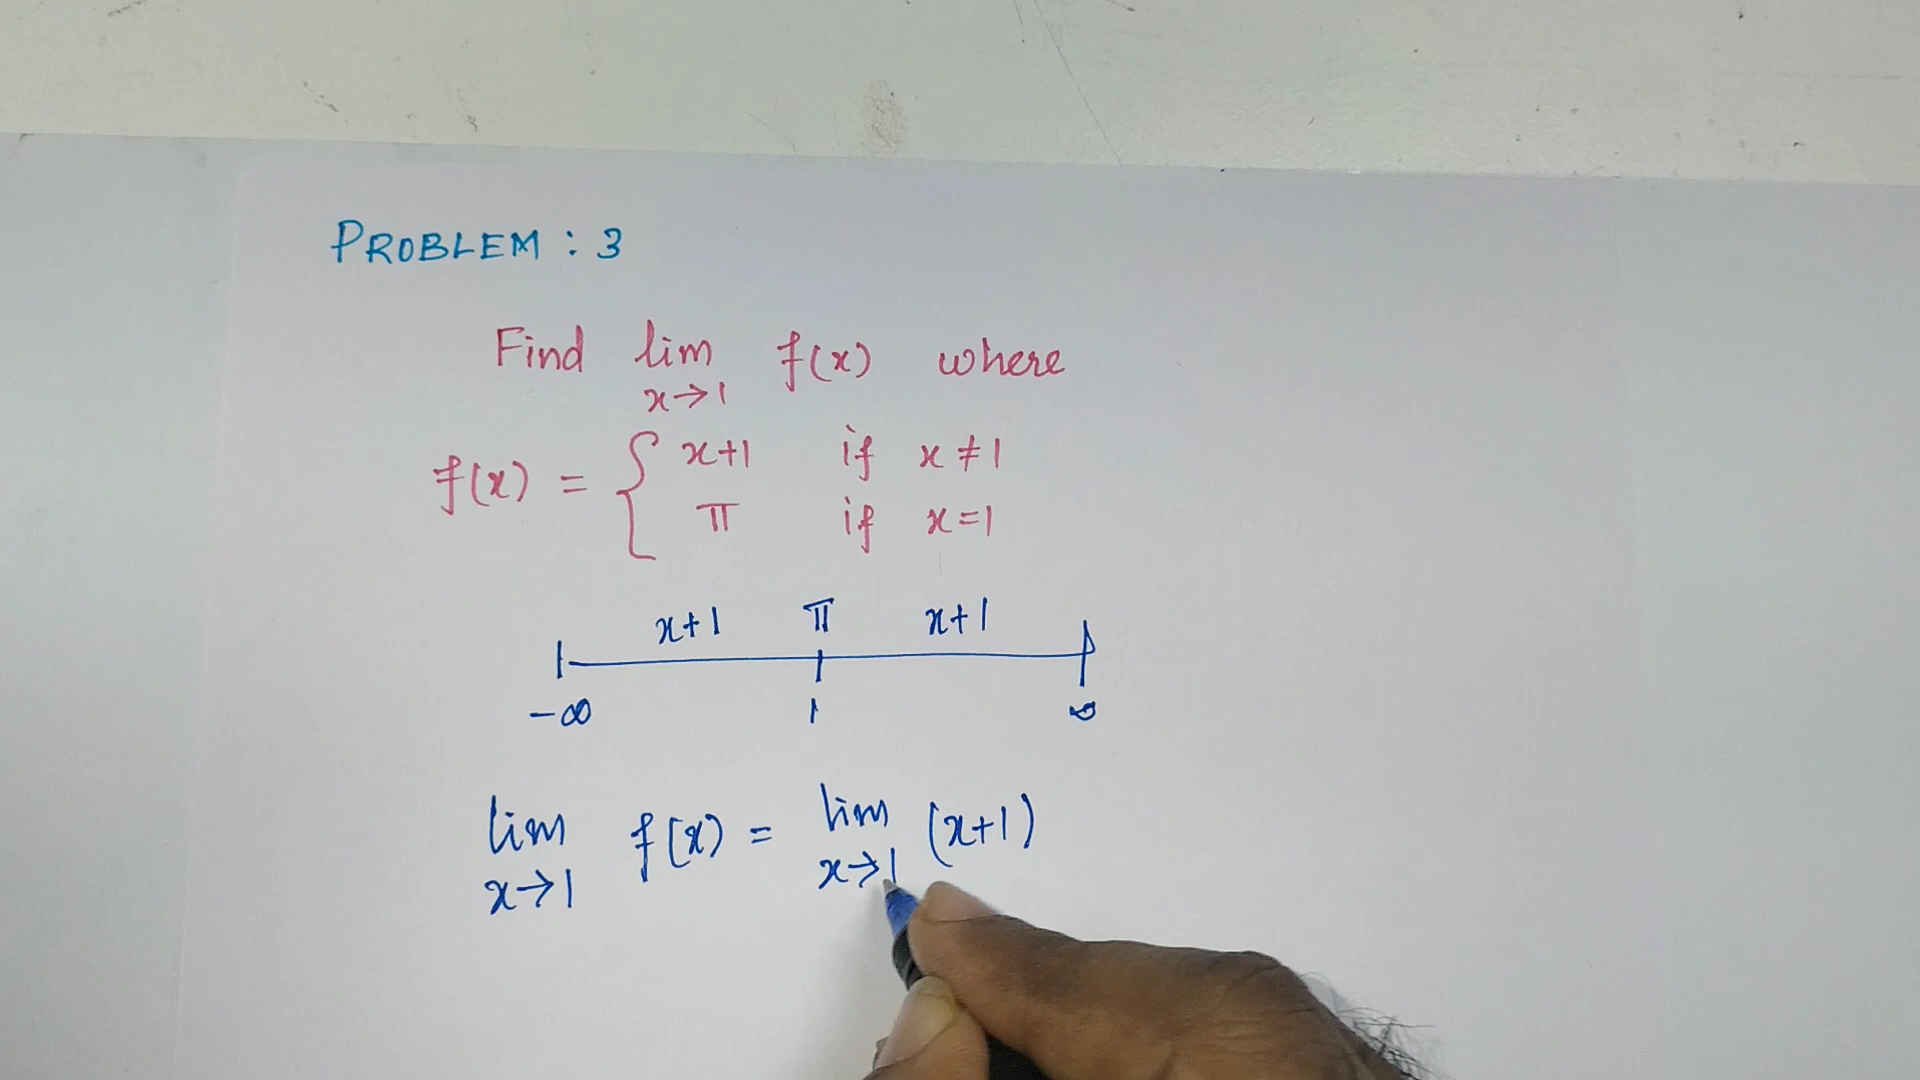 PROBLEM : 3
Find lim f(x) where
x→1
f(x) = { x+1 if x≠1
π if x=1
x+1 π x+1
-∞ 1 ∞
lim f(x) = lim (x+1)
x→1 x→1